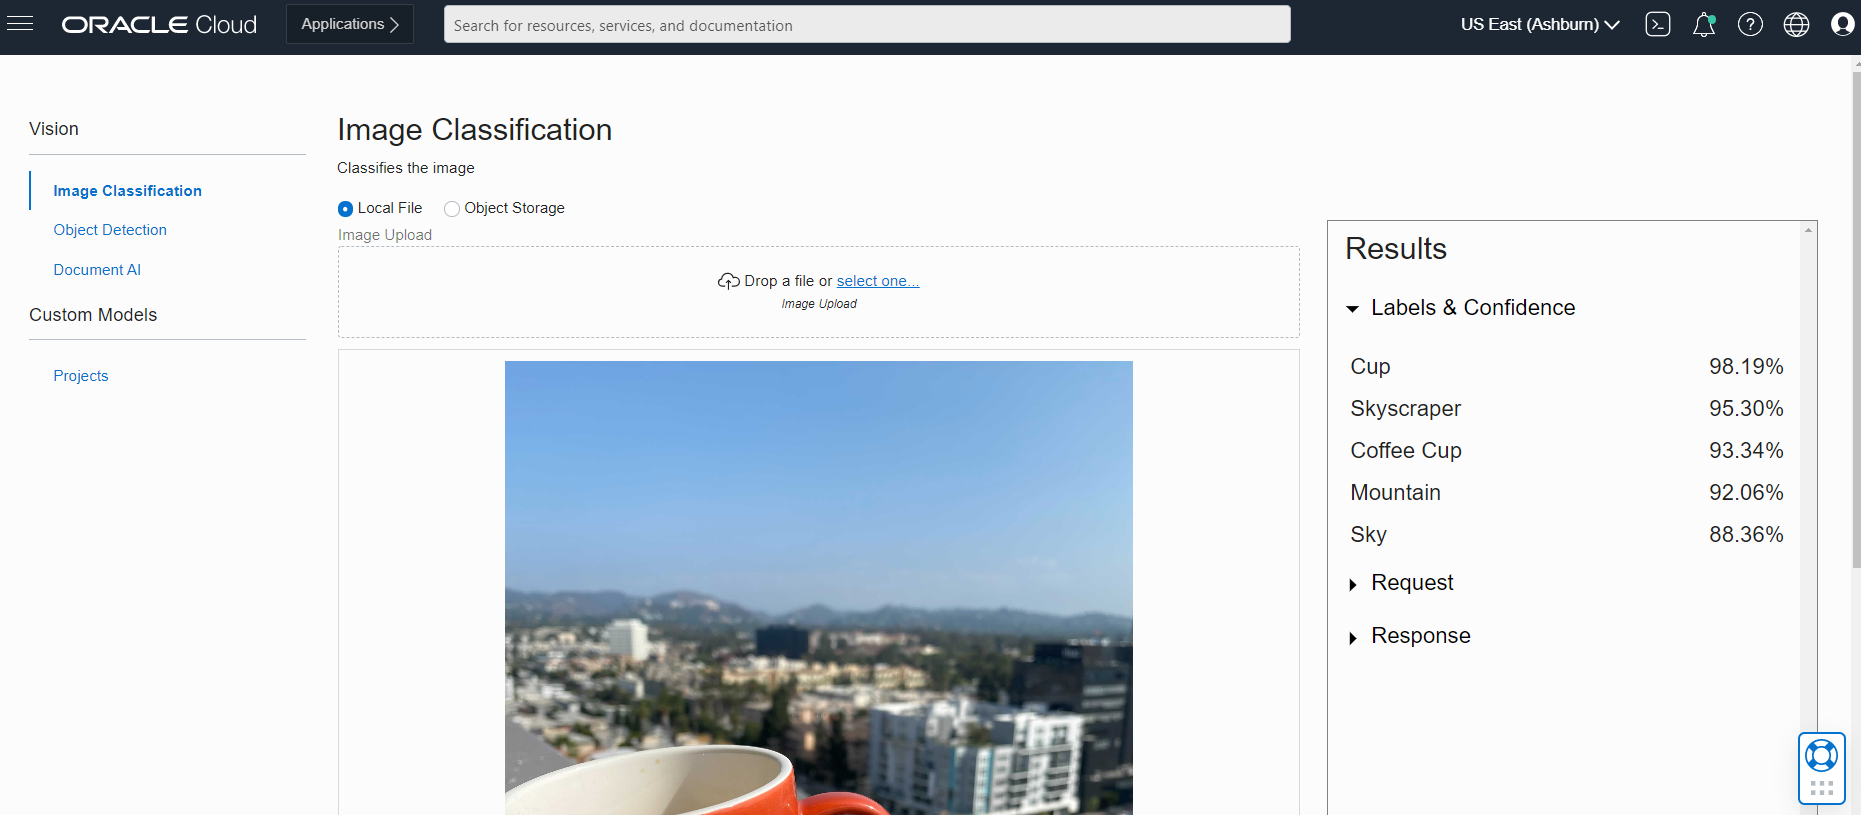 ORACLE Cloud
Applications
Search for resources, services, and documentation
US East (Ashburn)
Vision
Image Classification
Object Detection
Document AI
Custom Models
Projects
Image Classification
Classifies the image
Local File
Object Storage
Image Upload
Drop a file or select one...
Image Upload
Results
Labels & Confidence
Cup 98.19%
Skyscraper 95.30%
Coffee Cup 93.34%
Mountain 92.06%
Sky 88.36%
Request
Response